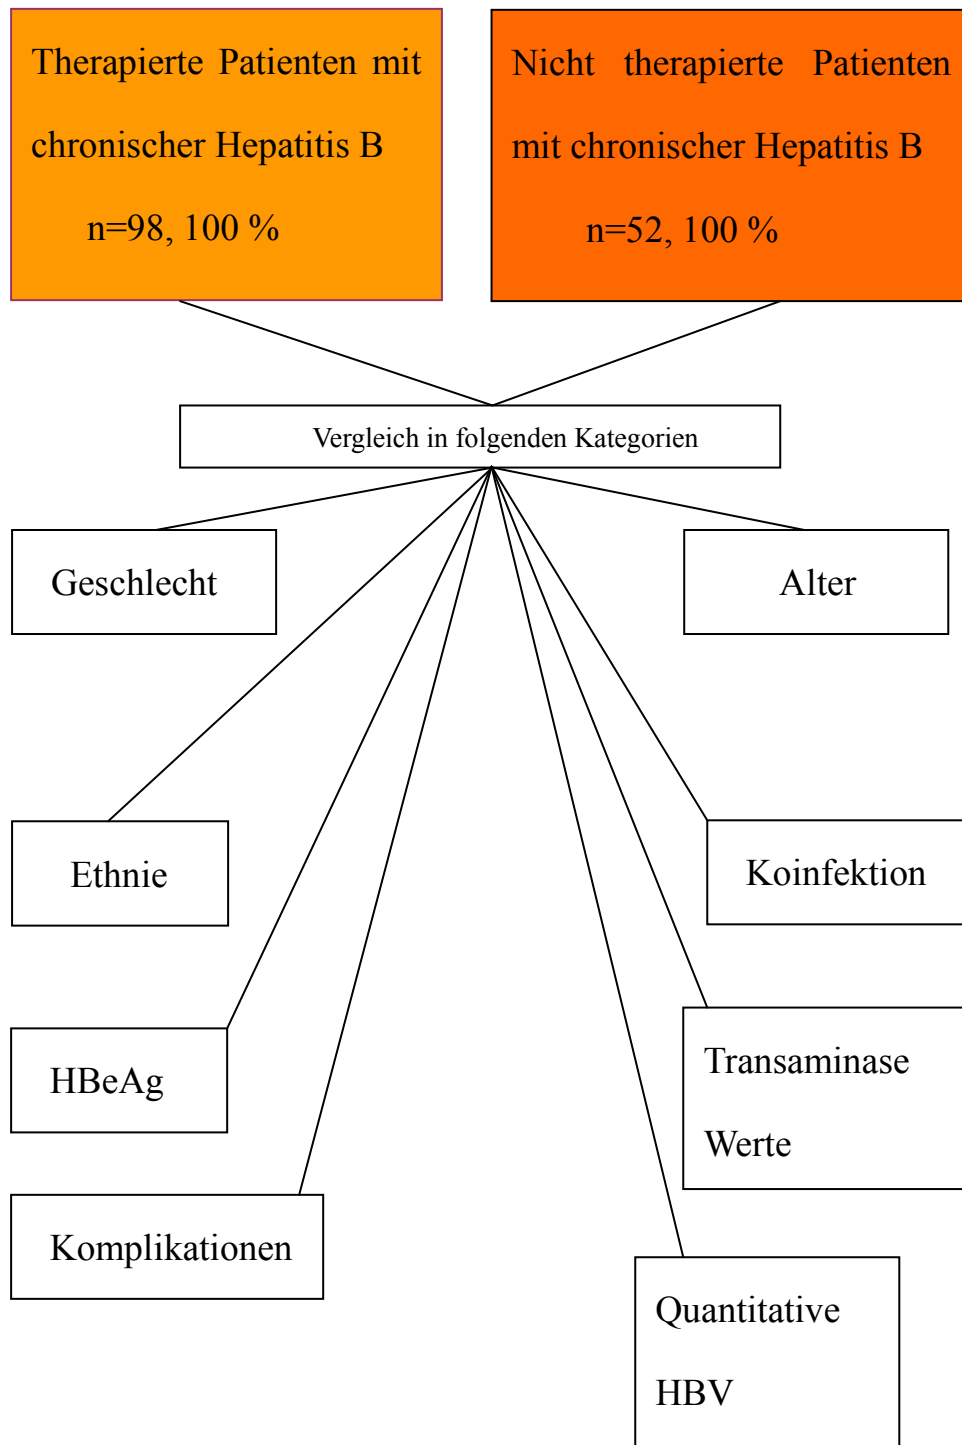 Therapierte Patienten mit
chronischer Hepatitis B
n=98, 100 %
Nicht therapierte Patienten
mit chronischer Hepatitis B
n=52, 100 %
Vergleich in folgenden Kategorien
Geschlecht
Alter
Ethnie
Koinfektion
HBeAg
Transaminase
Werte
Komplikationen
Quantitative
HBV